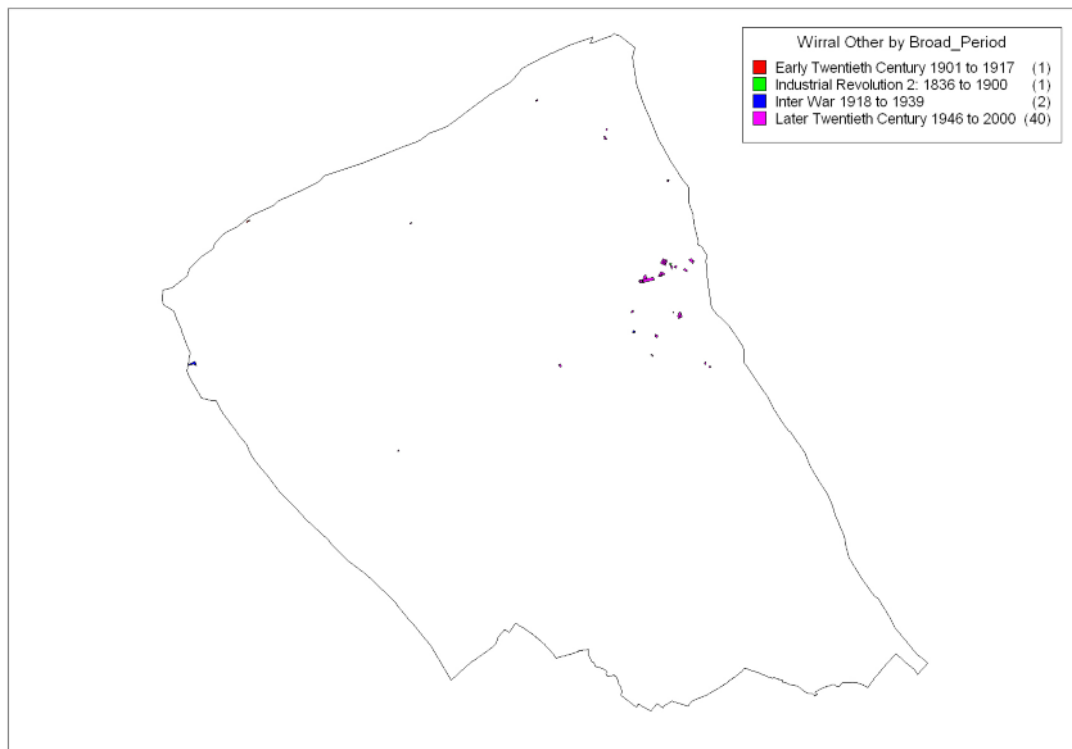 Wirral Other by Broad_Period
Early Twentieth Century 1901 to 1917 (1)
Industrial Revolution 2: 1836 to 1900 (1)
Inter War 1918 to 1939 (2)
Later Twentieth Century 1946 to 2000 (40)